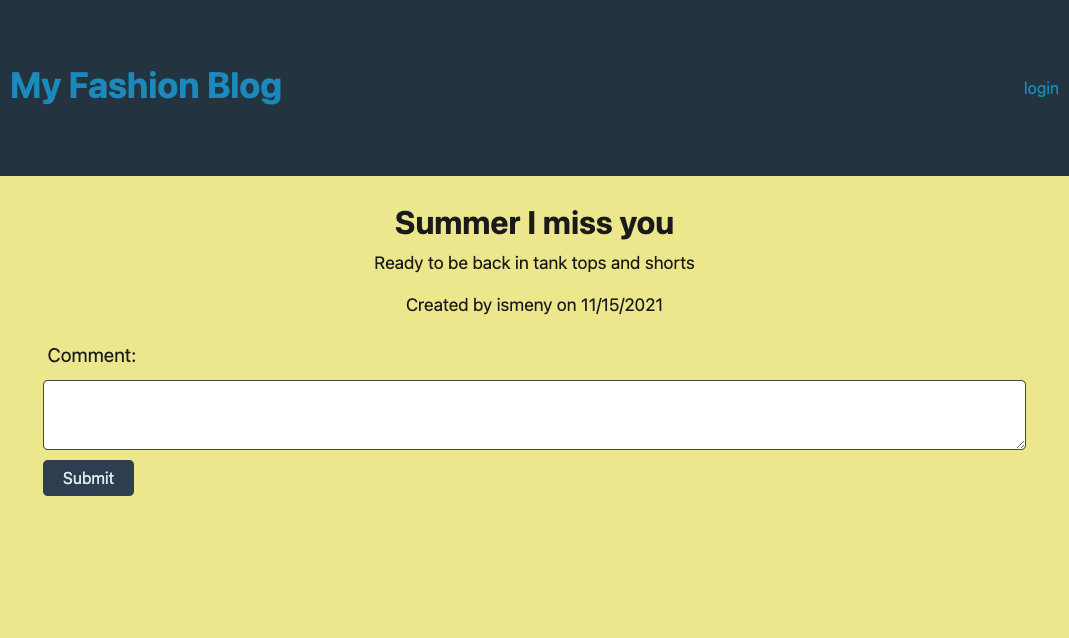 My Fashion Blog
login
Summer I miss you
Ready to be back in tank tops and shorts
Created by ismeny on 11/15/2021
Comment:
Submit